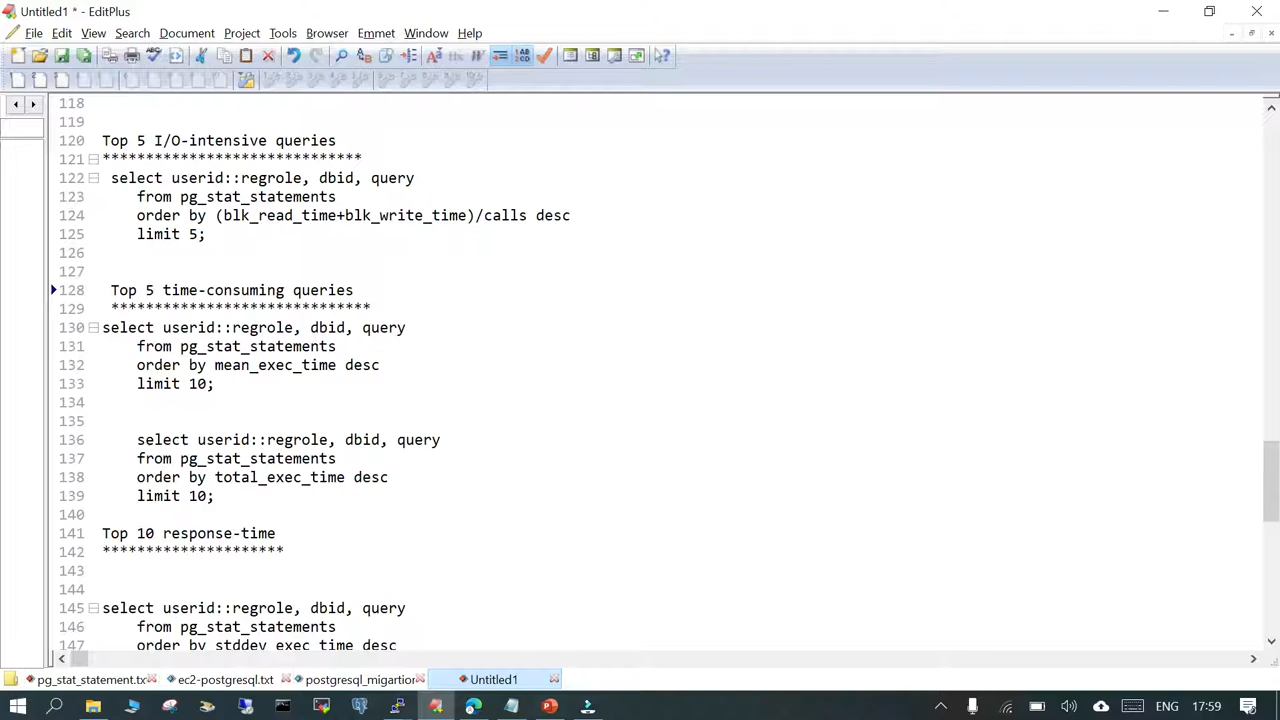 Untitled1 * - EditPlus
File Edit View Search Document Project Tools Browser Emmet Window Help
118
119
120 Top 5 I/O-intensive queries
121 ******************************
122 select userid::regrole, dbid, query
123 from pg_stat_statements
124 order by (blk_read_time+blk_write_time)/calls desc
125 limit 5;
126
127
128 Top 5 time-consuming queries
129 ******************************
130 select userid::regrole, dbid, query
131 from pg_stat_statements
132 order by mean_exec_time desc
133 limit 10;
134
135
136 select userid::regrole, dbid, query
137 from pg_stat_statements
138 order by total_exec_time desc
139 limit 10;
140
141 Top 10 response-time
142 *********************
143
144
145 select userid::regrole, dbid, query
146 from pg_stat_statements
147 order by stddev_exec_time desc
pg_stat_statement.tx ec2-postgresql.txt postgresql_migartion Untitled1
ENG 17:59